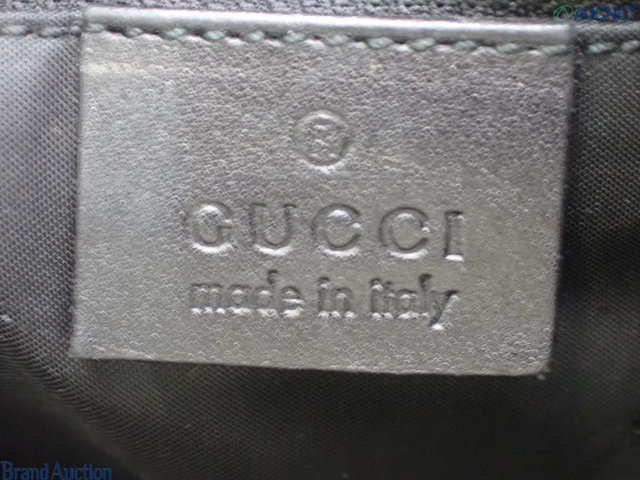 ®
GUCCI
made in italy
Brand Auction